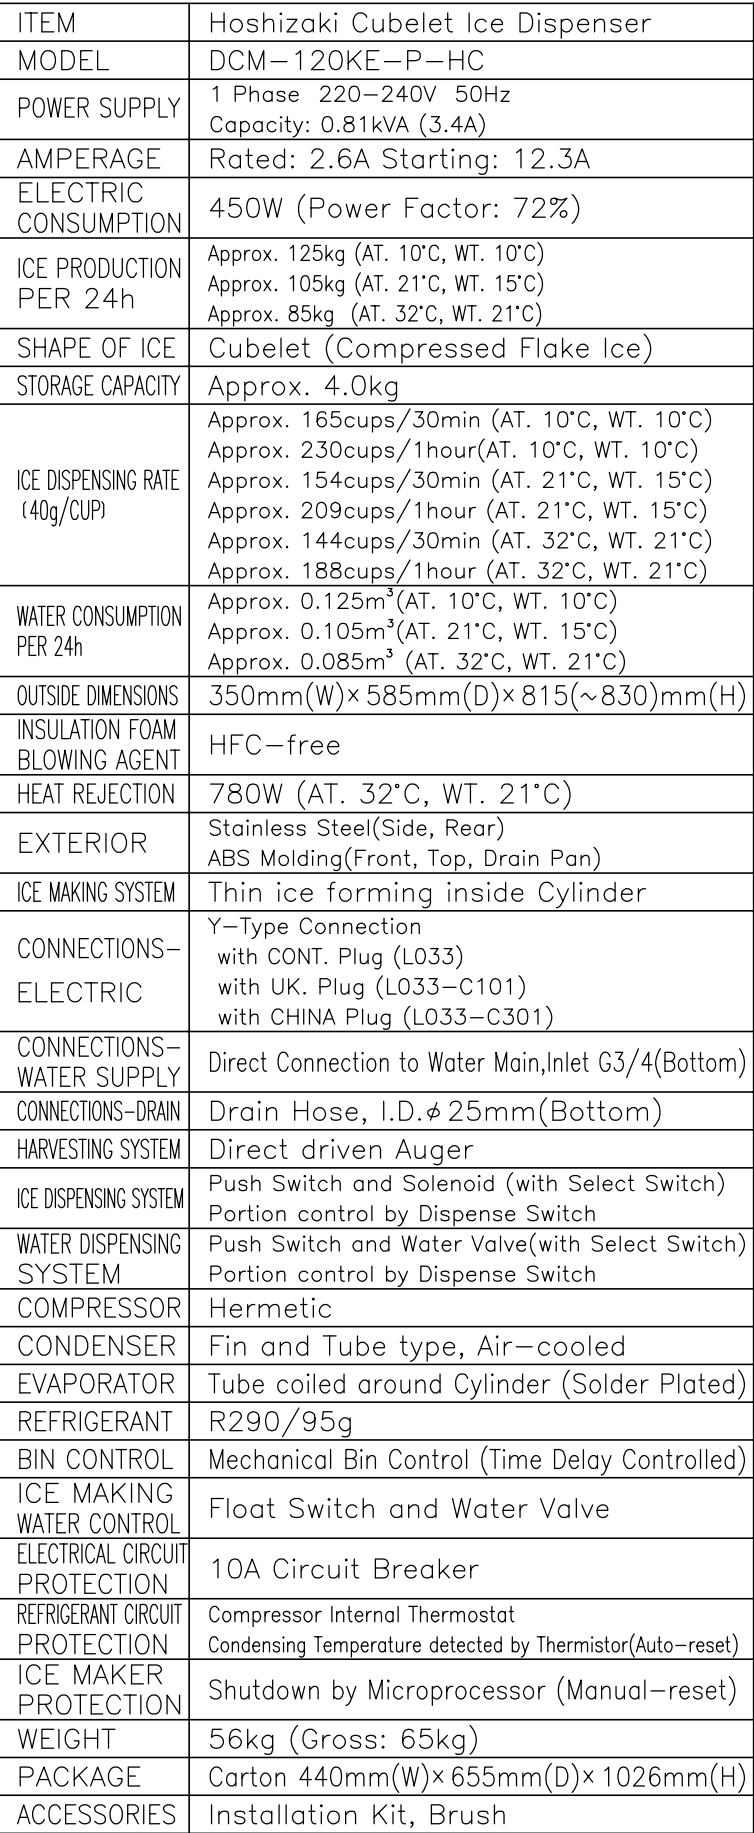 ITEM Hoshizaki Cubelet Ice Dispenser
MODEL DCM-120KE-P-HC
POWER SUPPLY
1 Phase 220-240V 50Hz
Capacity: 0.81kVA (3.4A)
AMPERAGE Rated: 2.6A Starting: 12.3A
ELECTRIC
CONSUMPTION
450W (Power Factor: 72%)
ICE PRODUCTION
PER 24h
Approx. 125kg (AT. 10°C, WT. 10°C)
Approx. 105kg (AT. 21°C, WT. 15°C)
Approx. 85kg (AT. 32°C, WT. 21°C)
SHAPE OF ICE Cubelet (Compressed Flake Ice)
STORAGE CAPACITY Approx. 4.0kg
ICE DISPENSING RATE
(40g/CUP)
Approx. 165cups/30min (AT. 10°C, WT. 10°C)
Approx. 230cups/1hour(AT. 10°C, WT. 10°C)
Approx. 154cups/30min (AT. 21°C, WT. 15°C)
Approx. 209cups/1hour (AT. 21°C, WT. 15°C)
Approx. 144cups/30min (AT. 32°C, WT. 21°C)
Approx. 188cups/1hour (AT. 32°C, WT. 21°C)
WATER CONSUMPTION
PER 24h
Approx. 0.125m³(AT. 10°C, WT. 10°C)
Approx. 0.105m³(AT. 21°C, WT. 15°C)
Approx. 0.085m³ (AT. 32°C, WT. 21°C)
OUTSIDE DIMENSIONS 350mm(W)×585mm(D)×815(~830)mm(H)
INSULATION FOAM
BLOWING AGENT
HFC-free
HEAT REJECTION 780W (AT. 32°C, WT. 21°C)
EXTERIOR
Stainless Steel(Side, Rear)
ABS Molding(Front, Top, Drain Pan)
ICE MAKING SYSTEM Thin ice forming inside Cylinder
CONNECTIONS-
ELECTRIC
Y-Type Connection
with CONT. Plug (L033)
with UK. Plug (L033-C101)
with CHINA Plug (L033-C301)
CONNECTIONS-
WATER SUPPLY
Direct Connection to Water Main,Inlet G3/4(Bottom)
CONNECTIONS-DRAIN Drain Hose, I.D.φ25mm(Bottom)
HARVESTING SYSTEM Direct driven Auger
ICE DISPENSING SYSTEM
Push Switch and Solenoid (with Select Switch)
Portion control by Dispense Switch
WATER DISPENSING
SYSTEM
Push Switch and Water Valve(with Select Switch)
Portion control by Dispense Switch
COMPRESSOR Hermetic
CONDENSER Fin and Tube type, Air-cooled
EVAPORATOR Tube coiled around Cylinder (Solder Plated)
REFRIGERANT R290/95g
BIN CONTROL Mechanical Bin Control (Time Delay Controlled)
ICE MAKING
WATER CONTROL
Float Switch and Water Valve
ELECTRICAL CIRCUIT
PROTECTION
10A Circuit Breaker
REFRIGERANT CIRCUIT
PROTECTION
Compressor Internal Thermostat
Condensing Temperature detected by Thermistor(Auto-reset)
ICE MAKER
PROTECTION
Shutdown by Microprocessor (Manual-reset)
WEIGHT 56kg (Gross: 65kg)
PACKAGE Carton 440mm(W)×655mm(D)×1026mm(H)
ACCESSORIES Installation Kit, Brush